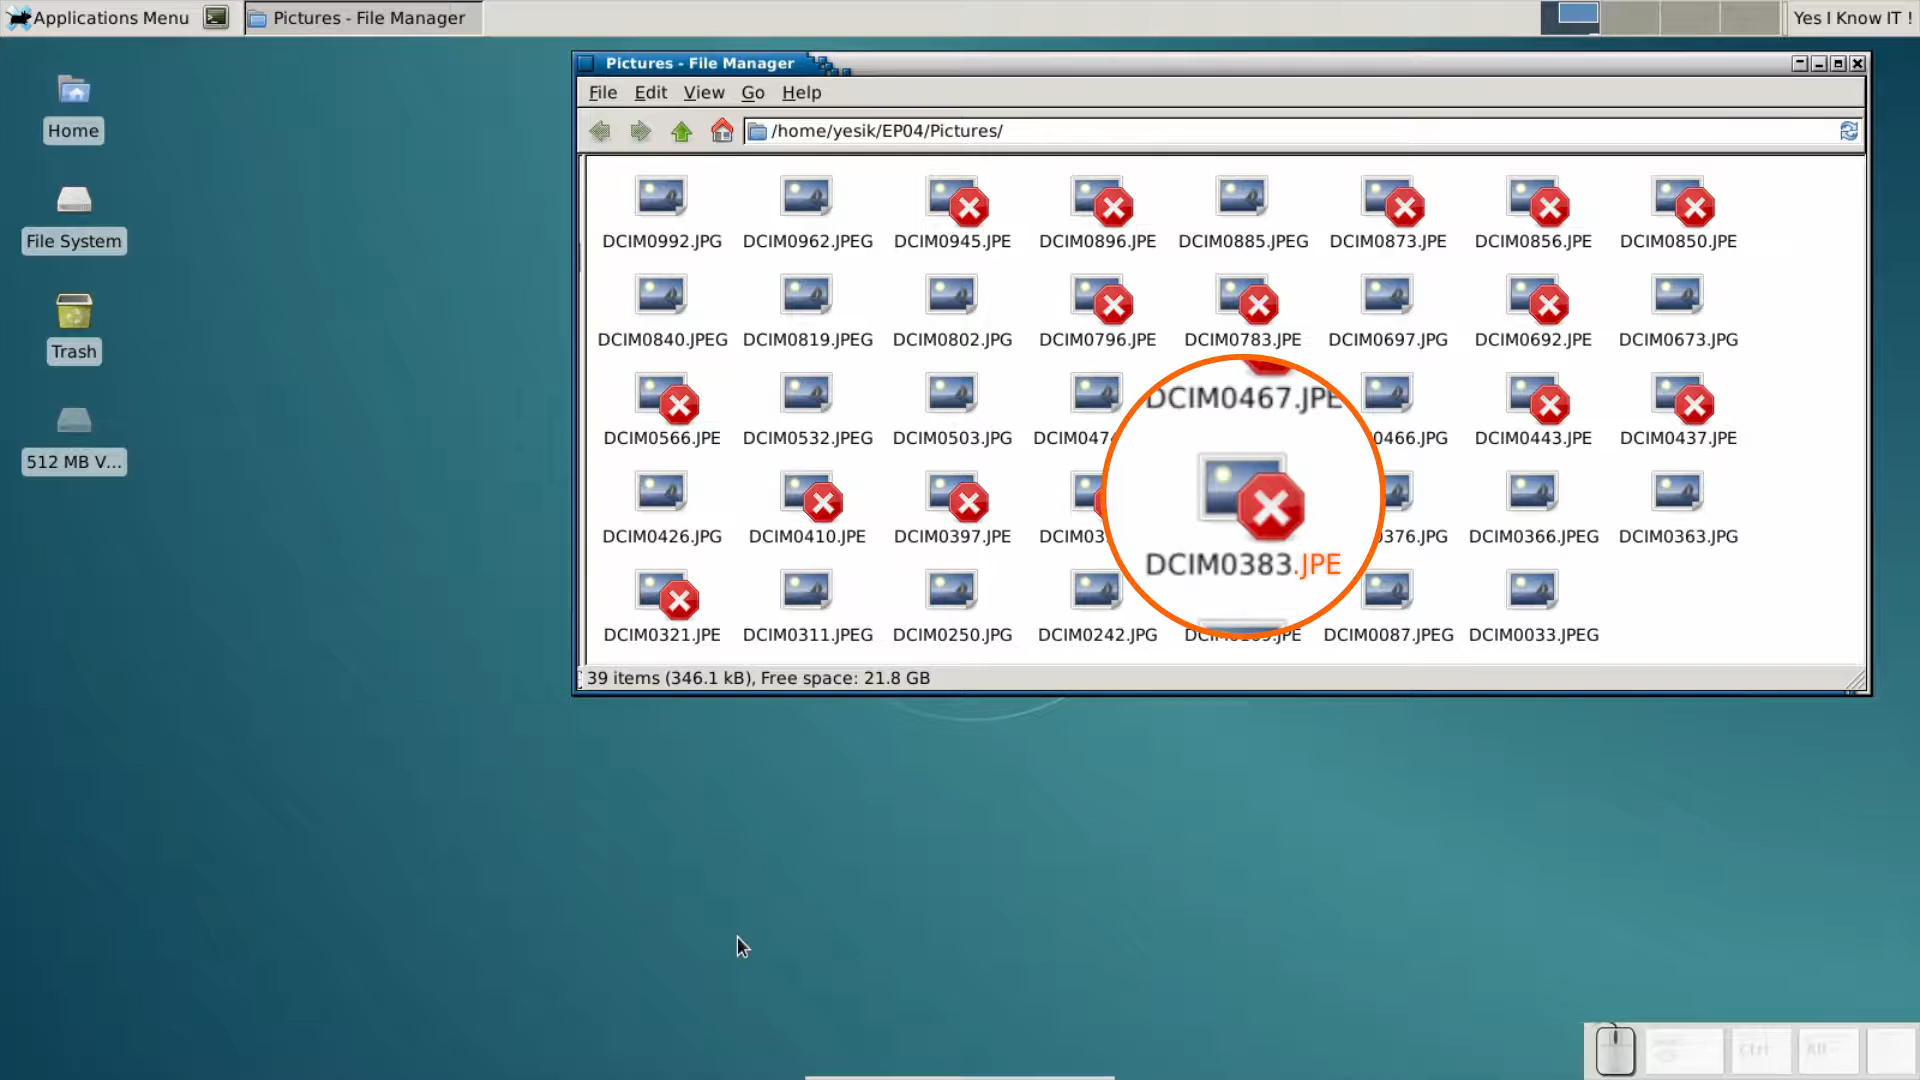 Applications Menu Pictures - File Manager Yes I Know IT !
Home
File System
Trash
512 MB V...
Pictures - File Manager
File Edit View Go Help
/home/yesik/EP04/Pictures/
DCIM0992.JPG DCIM0962.JPEG DCIM0945.JPE DCIM0896.JPE DCIM0885.JPEG DCIM0873.JPE DCIM0856.JPE DCIM0850.JPE
DCIM0840.JPEG DCIM0819.JPEG DCIM0802.JPG DCIM0796.JPE DCIM0783.JPE DCIM0697.JPG DCIM0692.JPE DCIM0673.JPG
DCIM0467.JPE
DCIM0566.JPE DCIM0532.JPEG DCIM0503.JPG DCIM0474 0466.JPG DCIM0443.JPE DCIM0437.JPE
DCIM0426.JPG DCIM0410.JPE DCIM0397.JPE DCIM03 0376.JPG DCIM0366.JPEG DCIM0363.JPG
DCIM0383.JPE
DCIM0321.JPE DCIM0311.JPEG DCIM0250.JPG DCIM0242.JPG DCIM0087.JPEG DCIM0033.JPEG
39 items (346.1 kB), Free space: 21.8 GB
Ctrl Alt